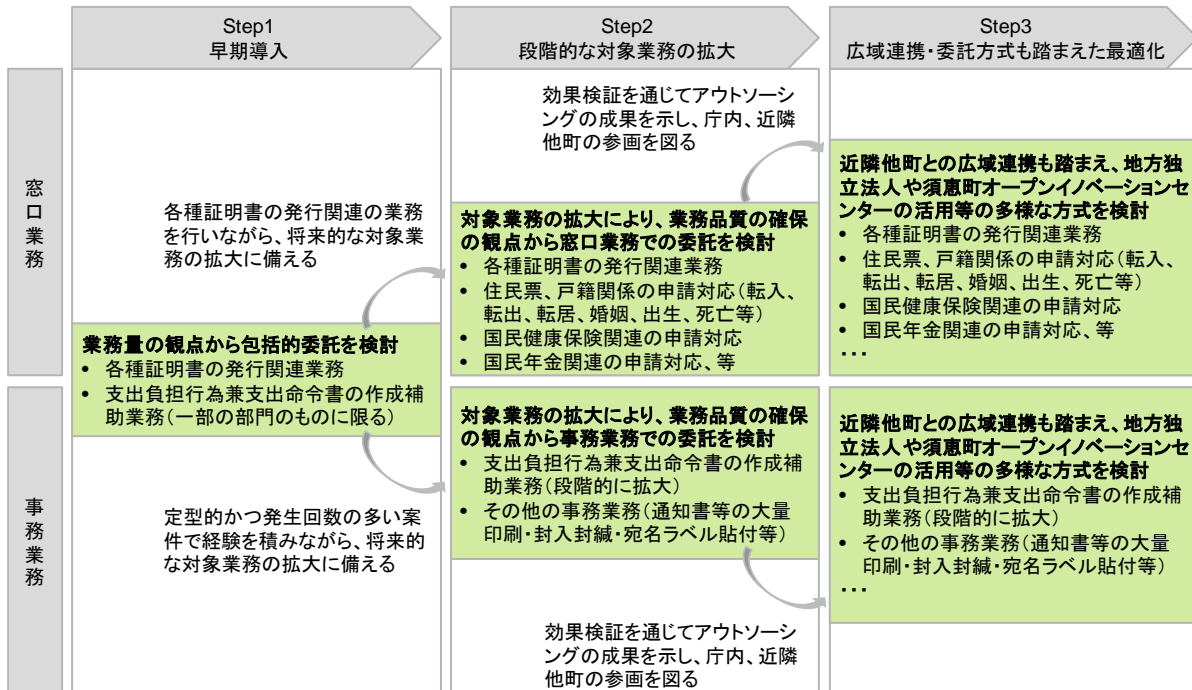 Step1
早期導入
Step2
段階的な対象業務の拡大
Step3
広域連携・委託方式も踏まえた最適化
窓口業務
各種証明書の発行関連の業務
を行いながら、将来的な対象業
務の拡大に備える
業務量の観点から包括的委託を検討
• 各種証明書の発行関連業務
• 支出負担行為兼支出命令書の作成補
助業務(一部の部門のものに限る)
定型的かつ発生回数の多い案
件で経験を積みながら、将来的
な対象業務の拡大に備える
効果検証を通じてアウトソーシ
ングの成果を示し、庁内、近隣
他町の参画を図る
対象業務の拡大により、業務品質の確保
の観点から窓口業務での委託を検討
• 各種証明書の発行関連業務
• 住民票、戸籍関係の申請対応(転入、
転出、転居、婚姻、出生、死亡等)
• 国民健康保険関連の申請対応
• 国民年金関連の申請対応、等
近隣他町との広域連携も踏まえ、地方独
立法人や須恵町オープンイノベーションセ
ンターの活用等の多様な方式を検討
• 各種証明書の発行関連業務
• 住民票、戸籍関係の申請対応(転入、
転出、転居、婚姻、出生、死亡等)
• 国民健康保険関連の申請対応
• 国民年金関連の申請対応、等
・・・
事務業務
対象業務の拡大により、業務品質の確保
の観点から事務業務での委託を検討
• 支出負担行為兼支出命令書の作成補
助業務(段階的に拡大)
• その他の事務業務(通知書等の大量
印刷・封入封緘・宛名ラベル貼付等)
効果検証を通じてアウトソーシ
ングの成果を示し、庁内、近隣
他町の参画を図る
近隣他町との広域連携も踏まえ、地方独
立法人や須恵町オープンイノベーションセ
ンターの活用等の多様な方式を検討
• 支出負担行為兼支出命令書の作成補
助業務(段階的に拡大)
• その他の事務業務(通知書等の大量
印刷・封入封緘・宛名ラベル貼付等)
・・・